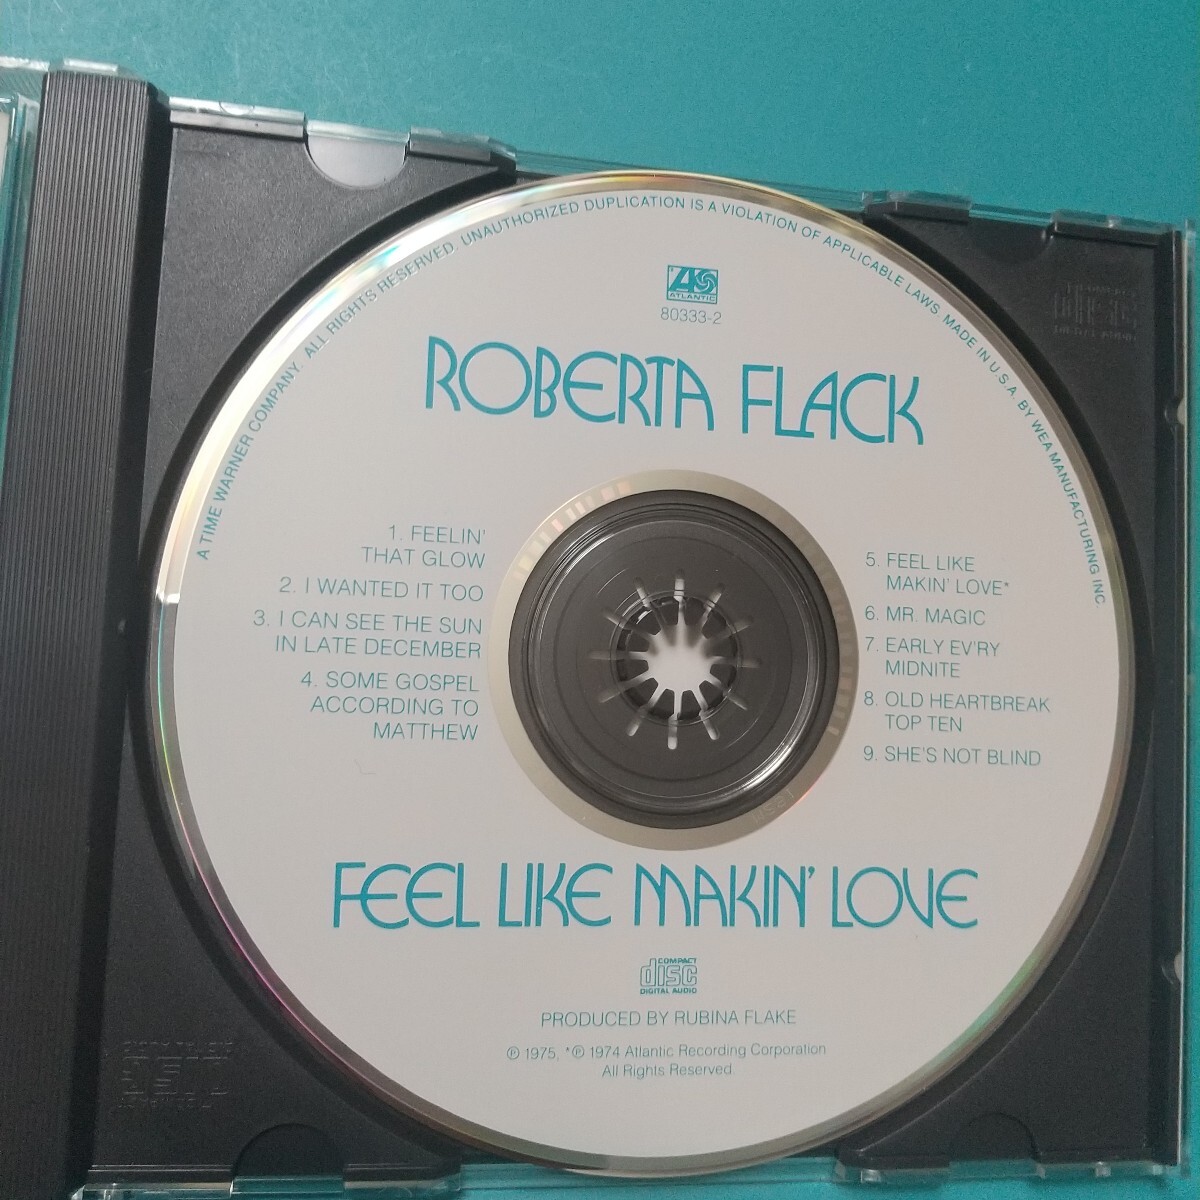 A TIME WARNER COMPANY. ALL RIGHTS RESERVED. UNAUTHORIZED DUPLICATION IS A VIOLATION OF APPLICABLE LAWS. MADE IN U.S.A. BY WEA MANUFACTURING INC.
ATLANTIC
80333-2
ROBERTA FLACK
1. FEELIN'
THAT GLOW
2. I WANTED IT TOO
3. I CAN SEE THE SUN
IN LATE DECEMBER
4. SOME GOSPEL
ACCORDING TO
MATTHEW
5. FEEL LIKE
MAKIN' LOVE*
6. MR. MAGIC
7. EARLY EV'RY
MIDNITE
8. OLD HEARTBREAK
TOP TEN
9. SHE'S NOT BLIND
FEEL LIKE MAKIN' LOVE
COMPACT
disc
DIGITAL AUDIO
PRODUCED BY RUBINA FLAKE
℗ 1975, *℗ 1974 Atlantic Recording Corporation
All Rights Reserved.
COMPACT
disc
DIGITAL AUDIO